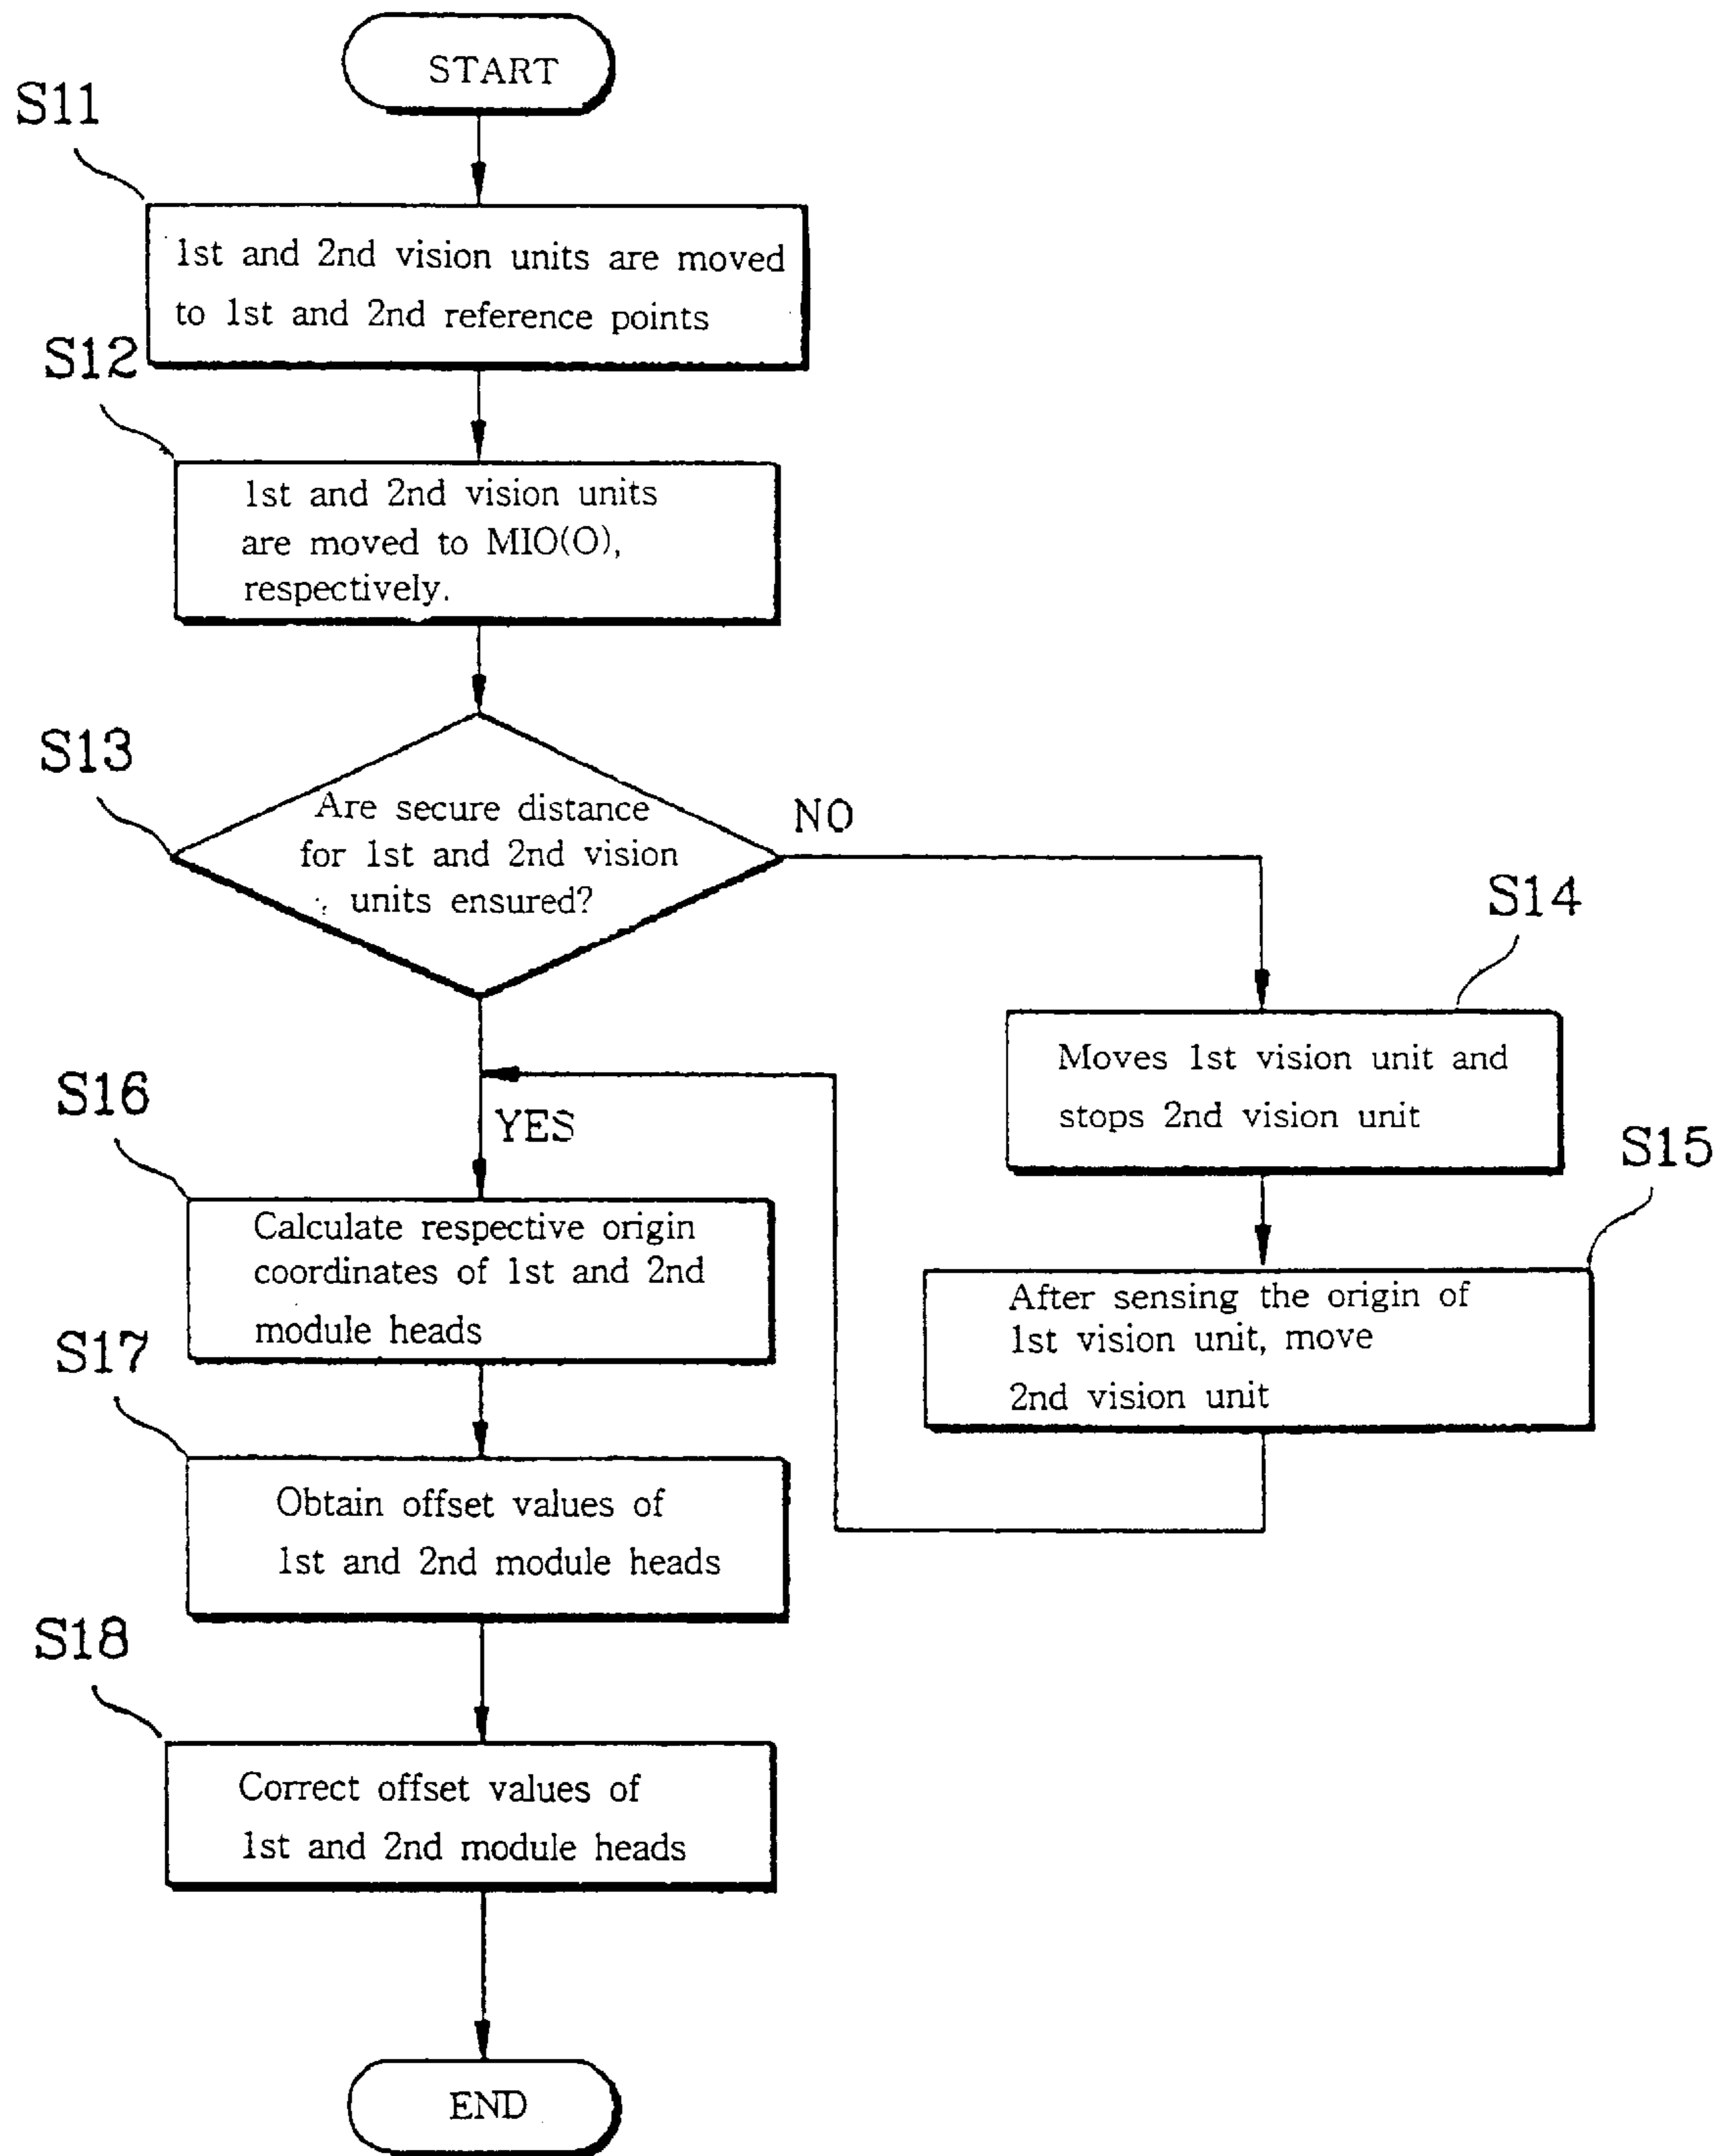 START
S11
1st and 2nd vision units are moved
to 1st and 2nd reference points
S12
1st and 2nd vision units
are moved to MIO(O),
respectively.
S13
Are secure distance
for 1st and 2nd vision
units ensured?
NO
S14
Moves 1st vision unit and
stops 2nd vision unit
S15
After sensing the origin of
1st vision unit, move
2nd vision unit
YES
S16
Calculate respective origin
coordinates of 1st and 2nd
module heads
S17
Obtain offset values of
1st and 2nd module heads
S18
Correct offset values of
1st and 2nd module heads
END